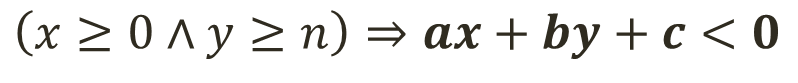 (x ≥ 0 ∧ y ≥ n) ⇒ ax + by + c < 0